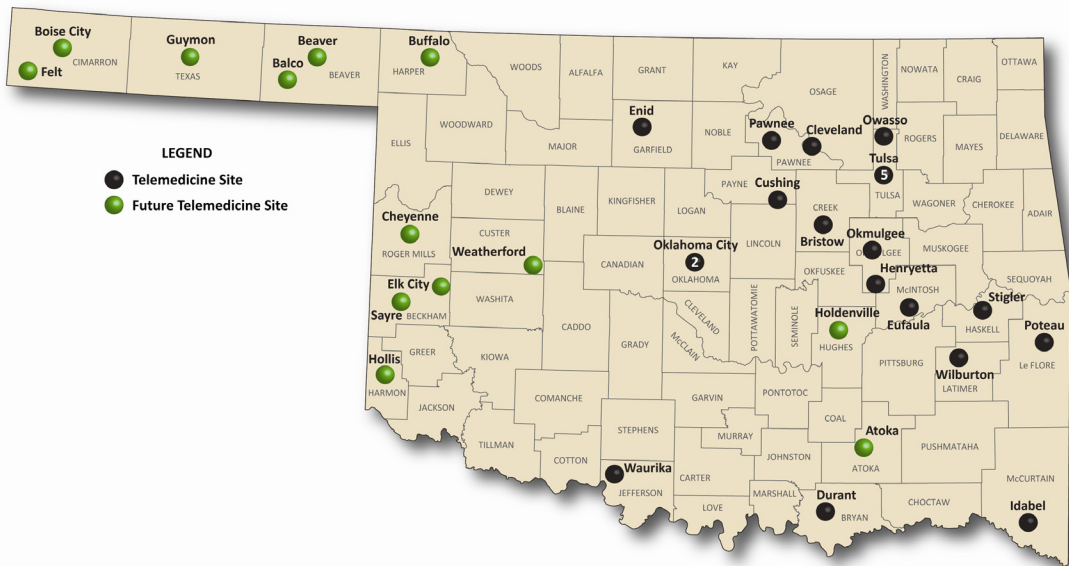 Boise City
CIMARRON
Felt
Guymon
TEXAS
Beaver
Balco
BEAVER
Buffalo
HARPER
WOODS
ALFALFA
GRANT
KAY
OSAGE
WASHINGTON
NOWATA
CRAIG
OTTAWA
LEGEND
Telemedicine Site
Future Telemedicine Site
ELLIS
WOODWARD
MAJOR
Enid
GARFIELD
NOBLE
Pawnee
Cleveland
PAWNEE
Owasso
ROGERS
MAYES
DELAWARE
Tulsa
5
TULSA
DEWEY
BLAINE
KINGFISHER
LOGAN
PAYNE
Cushing
CREEK
Bristow
WAGONER
CHEROKEE
ADAIR
Cheyenne
ROGER MILLS
CUSTER
Weatherford
CANADIAN
Oklahoma City
2
OKLAHOMA
LINCOLN
Okmulgee
OKMULGEE
MUSKOGEE
SEQUOYAH
Elk City
Sayre
BECKHAM
WASHITA
CADDO
GRADY
CLEVELAND
McCLAIN
POTTAWATOMIE
SEMINOLE
OKFUSKEE
Henryetta
McINTOSH
Eufaula
Stigler
HASKELL
Holdenville
HUGHES
PITTSBURG
Poteau
Le FLORE
Wilburton
LATIMER
Hollis
HARMON
GREER
KIOWA
JACKSON
COMANCHE
TILLMAN
COTTON
STEPHENS
GARVIN
MURRAY
PONTOTOC
COAL
JOHNSTON
Atoka
ATOKA
PUSHMATAHA
McCURTAIN
Waurika
JEFFERSON
CARTER
LOVE
MARSHALL
Durant
BRYAN
CHOCTAW
Idabel